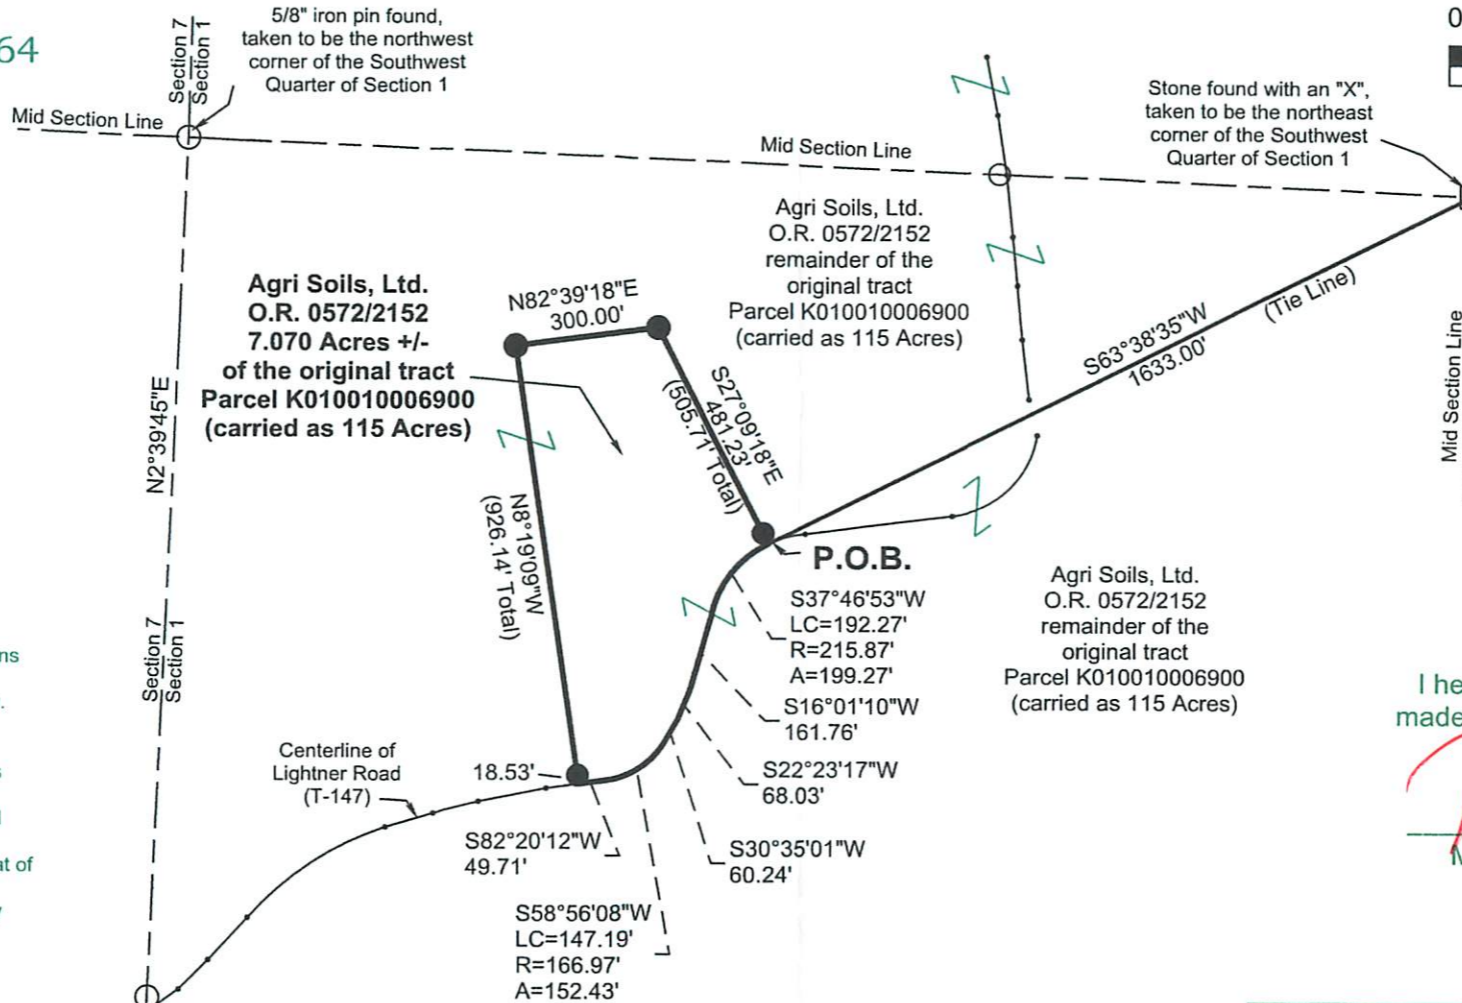 64
5/8" iron pin found,
taken to be the northwest
corner of the Southwest
Quarter of Section 1
Section 7
Section 1
Mid Section Line
Mid Section Line
Stone found with an "X",
taken to be the northeast
corner of the Southwest
Quarter of Section 1
0
Agri Soils, Ltd.
O.R. 0572/2152
remainder of the
original tract
Parcel K010010006900
(carried as 115 Acres)
Agri Soils, Ltd.
O.R. 0572/2152
7.070 Acres +/-
of the original tract
Parcel K010010006900
(carried as 115 Acres)
N82°39'18"E
300.00'
S27°09'18"E
481.23'
(505.71' Total)
S63°38'35"W
1633.00'
(Tie Line)
Mid Section Line
N2°39'45"E
N8°19'09"W
(926.14' Total)
P.O.B.
S37°46'53"W
LC=192.27'
R=215.87'
A=199.27'
S16°01'10"W
161.76'
S22°23'17"W
68.03'
S30°35'01"W
60.24'
Agri Soils, Ltd.
O.R. 0572/2152
remainder of the
original tract
Parcel K010010006900
(carried as 115 Acres)
Section 7
Section 1
Centerline of
Lightner Road
(T-147)
18.53'
S82°20'12"W
49.71'
S58°56'08"W
LC=147.19'
R=166.97'
A=152.43'
ns
at of
I he
made